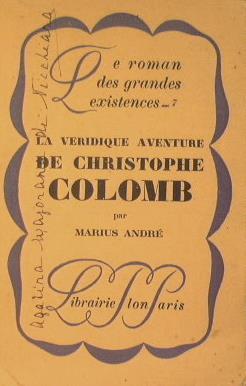 Le roman
des grandes
existences — 7
LA VERIDIQUE AVENTURE
DE CHRISTOPHE
COLOMB
par
MARIUS ANDRÉ
Librairie Plon Paris